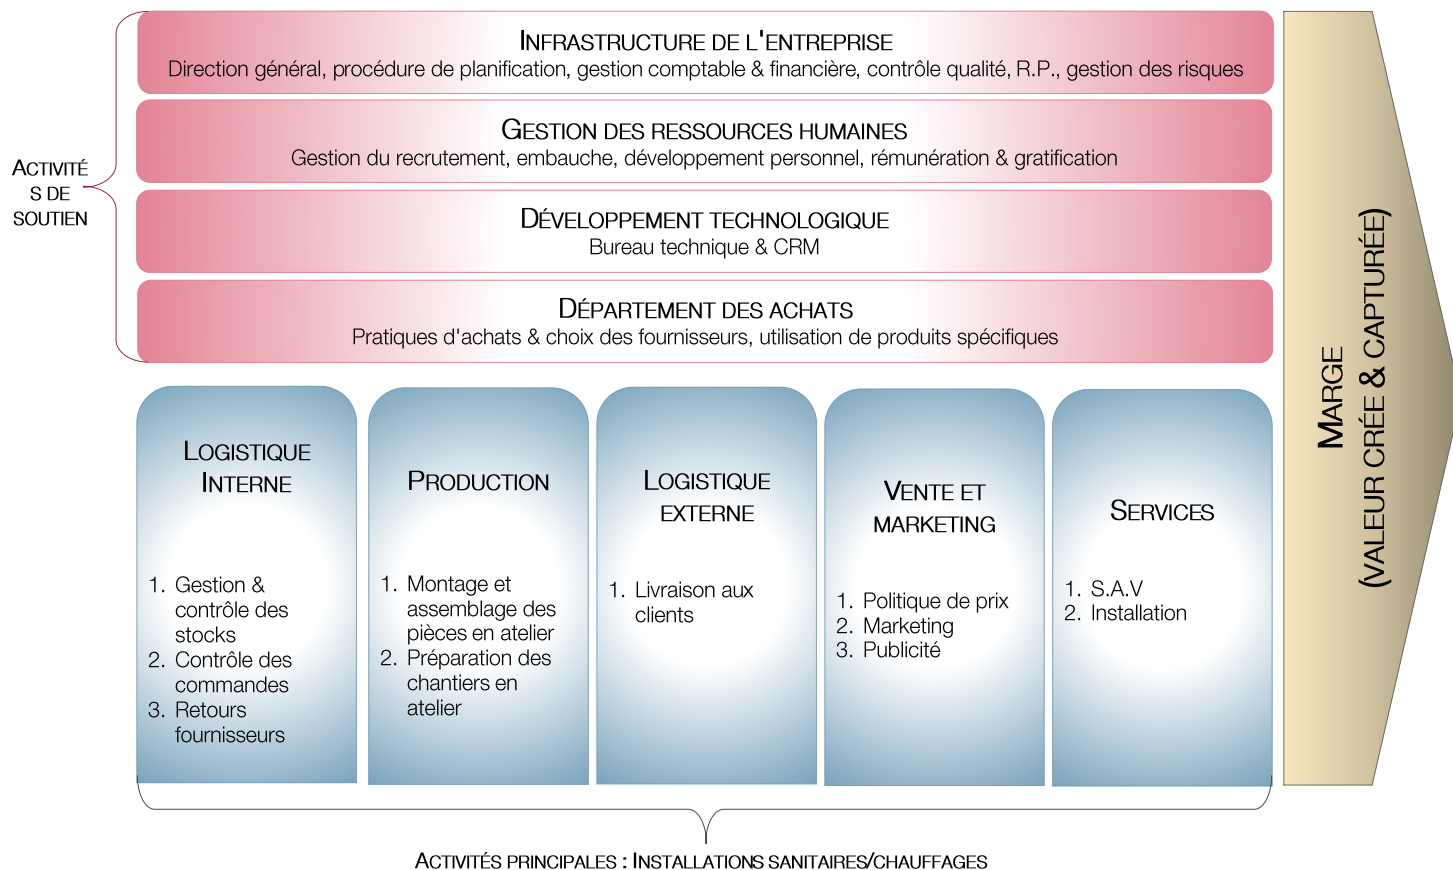 INFRASTRUCTURE DE L'ENTREPRISE
Direction général, procédure de planification, gestion comptable & financière, contrôle qualité, R.P., gestion des risques
GESTION DES RESSOURCES HUMAINES
Gestion du recrutement, embauche, développement personnel, rémunération & gratification
ACTIVITÉ
S DE
SOUTIEN
DÉVELOPPEMENT TECHNOLOGIQUE
Bureau technique & CRM
DÉPARTEMENT DES ACHATS
Pratiques d'achats & choix des fournisseurs, utilisation de produits spécifiques
LOGISTIQUE
INTERNE
1. Gestion &
contrôle des
stocks
2. Contrôle des
commandes
3. Retours
fournisseurs
PRODUCTION
1. Montage et
assemblage des
pièces en atelier
2. Préparation des
chantiers en
atelier
LOGISTIQUE
EXTERNE
1. Livraison aux
clients
VENTE ET
MARKETING
1. Politique de prix
2. Marketing
3. Publicité
SERVICES
1. S.A.V
2. Installation
MARGE
(VALEUR CRÉE & CAPTURÉE)
ACTIVITÉS PRINCIPALES : INSTALLATIONS SANITAIRES/CHAUFFAGES